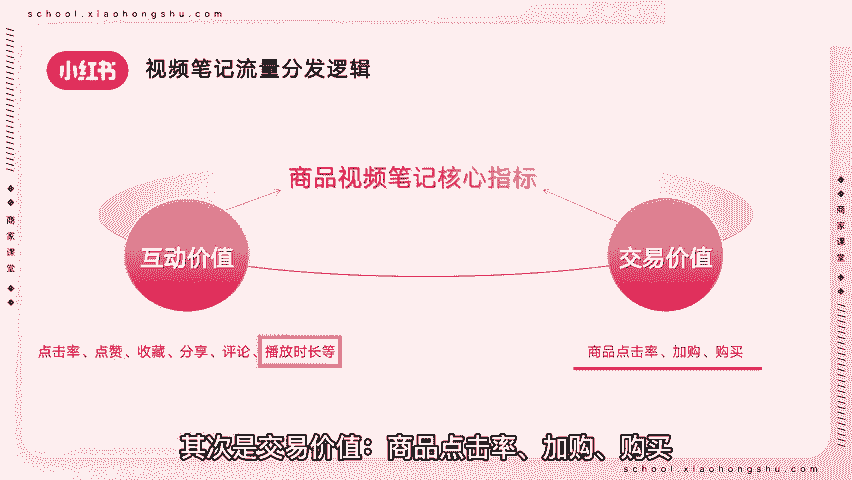 school.xiaohongshu.com
小红书 视频笔记流量分发逻辑
商品视频笔记核心指标
互动价值
交易价值
点击率、点赞、收藏、分享、评论、播放时长等
商品点击率、加购、购买
商家课堂
商家课堂
其次是交易价值：商品点击率、加购、购买
school.xiaohongshu.com